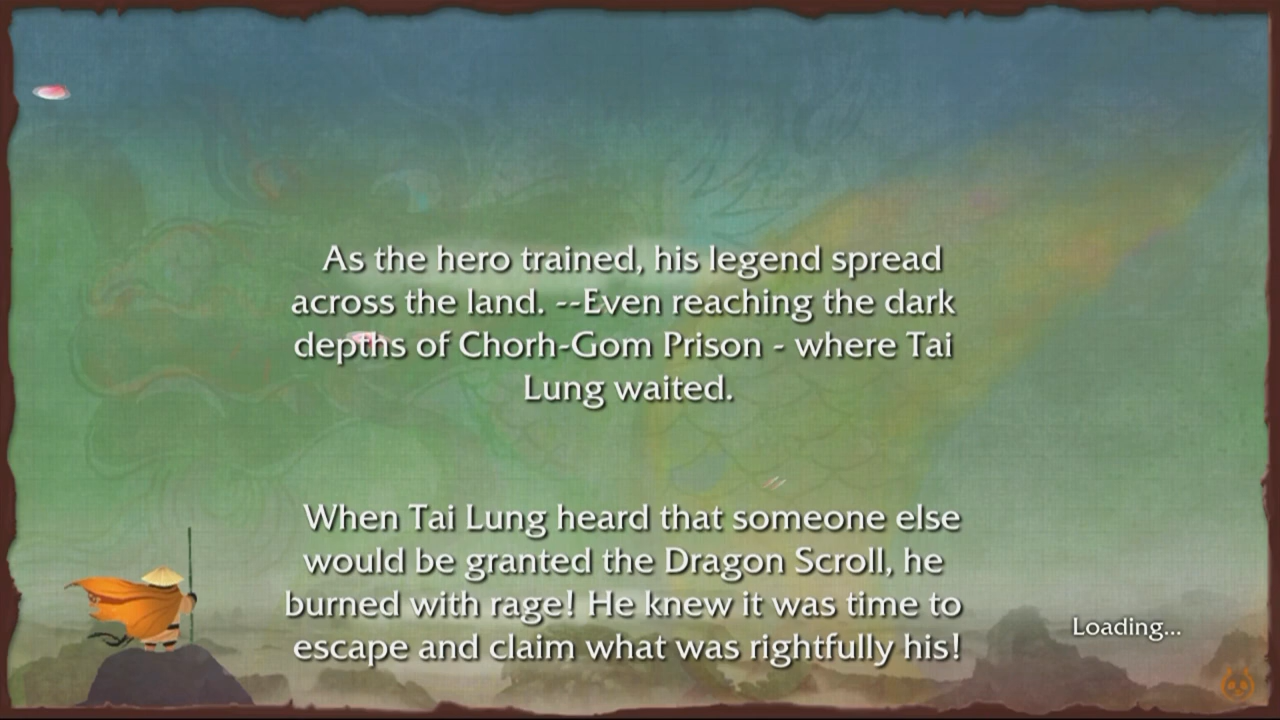 As the hero trained, his legend spread
across the land. --Even reaching the dark
depths of Chorh-Gom Prison - where Tai
Lung waited.
When Tai Lung heard that someone else
would be granted the Dragon Scroll, he
burned with rage! He knew it was time to
escape and claim what was rightfully his!
Loading...